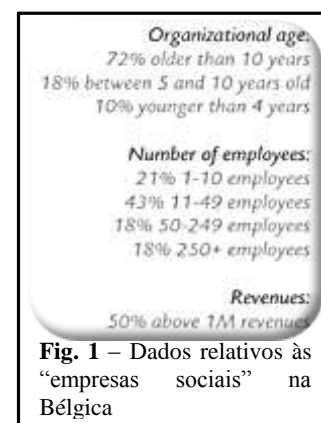 Organizational age:
72% older than 10 years
18% between 5 and 10 years old
10% younger than 4 years
Number of employees:
21% 1-10 employees
43% 11-49 employees
18% 50-249 employees
18% 250+ employees
Revenues:
50% above 1M revenues
Fig. 1 – Dados relativos às
“empresas sociais” na
Bélgica